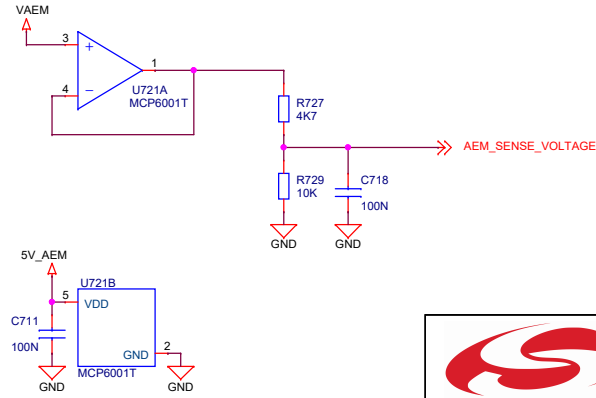 VAEM
3
+
1
4
−
U721A
MCP6001T
R727
4K7
AEM_SENSE_VOLTAGE
R729
10K
C718
100N
GND
GND
5V_AEM
U721B
5
VDD
C711
100N
GND
2
MCP6001T
GND
GND